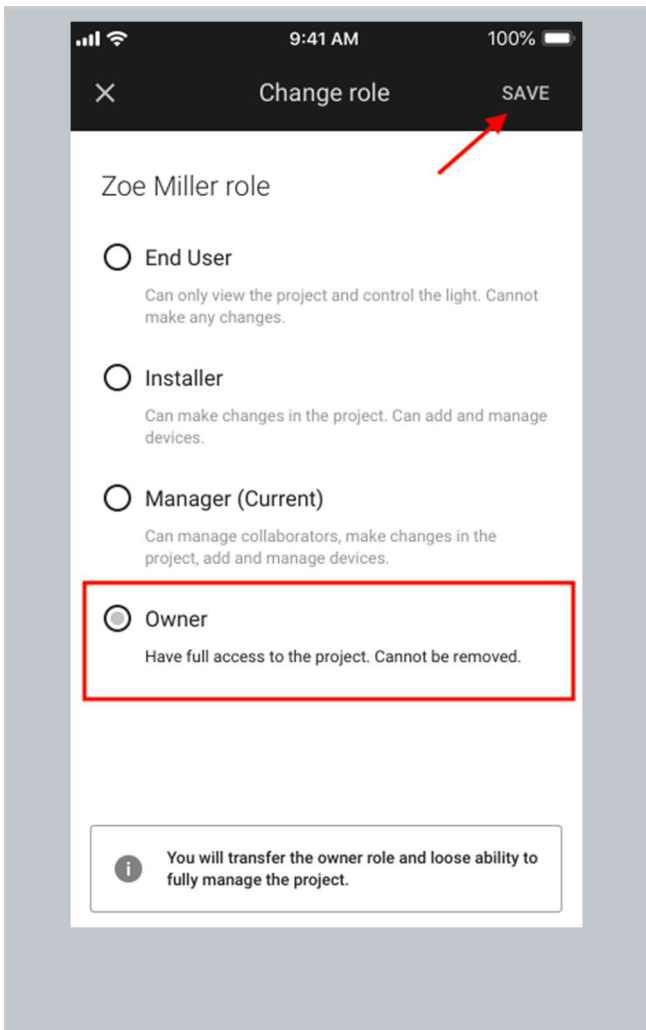 9:41 AM 100%
Change role SAVE
Zoe Miller role
End User
Can only view the project and control the light. Cannot
make any changes.
Installer
Can make changes in the project. Can add and manage
devices.
Manager (Current)
Can manage collaborators, make changes in the
project, add and manage devices.
Owner
Have full access to the project. Cannot be removed.
You will transfer the owner role and loose ability to
fully manage the project.